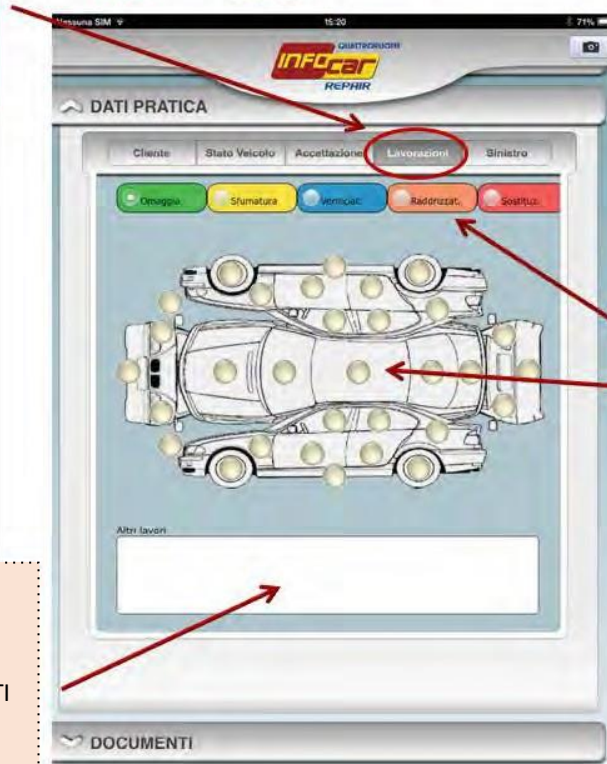 Nessuna SIM 15:20 71%
QUATTRORUOTE
INFOcar
REPAIR
DATI PRATICA
Cliente Stato Veicolo Accettazione Lavorazioni Sinistro
Omaggio Sfumatura Verniciat. Raddrizzat. Sostituz.
Altri lavori
TI
DOCUMENTI